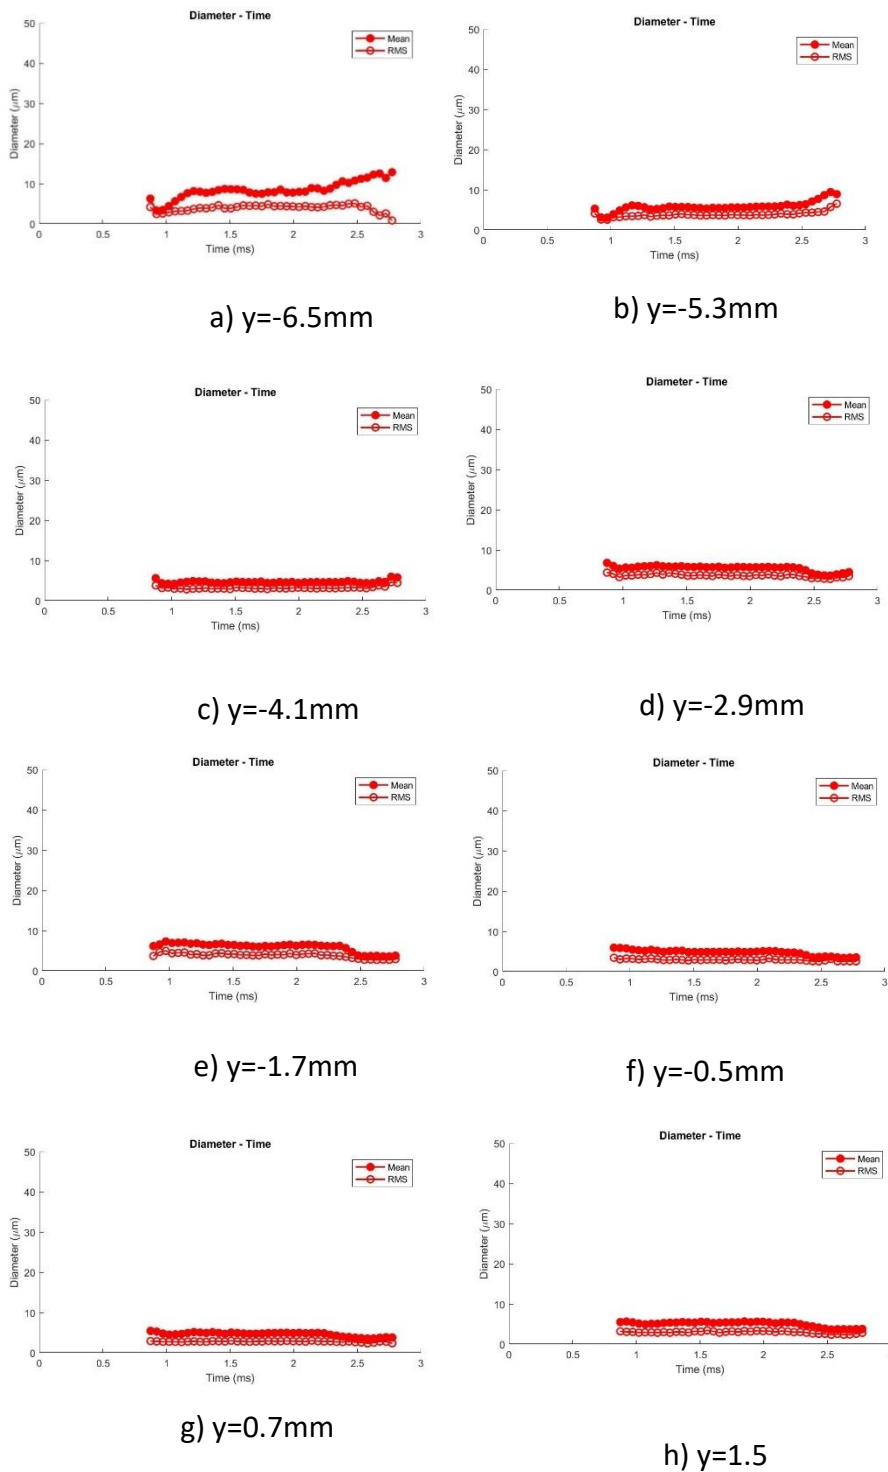 Diameter - Time
Mean
RMS
50
40
30
20
10
0
Diameter (μm)
0 0.5 1 1.5 2 2.5 3
Time (ms)
a) y=-6.5mm
Diameter - Time
Mean
RMS
50
40
30
20
10
0
Diameter (μm)
0 0.5 1 1.5 2 2.5 3
Time (ms)
b) y=-5.3mm
Diameter - Time
Mean
RMS
50
40
30
20
10
0
Diameter (μm)
0 0.5 1 1.5 2 2.5 3
Time (ms)
c) y=-4.1mm
Diameter - Time
Mean
RMS
50
40
30
20
10
0
Diameter (μm)
0 0.5 1 1.5 2 2.5 3
Time (ms)
d) y=-2.9mm
Diameter - Time
Mean
RMS
50
40
30
20
10
0
Diameter (μm)
0 0.5 1 1.5 2 2.5 3
Time (ms)
e) y=-1.7mm
Diameter - Time
Mean
RMS
50
40
30
20
10
0
Diameter (μm)
0 0.5 1 1.5 2 2.5 3
Time (ms)
f) y=-0.5mm
Diameter - Time
Mean
RMS
50
40
30
20
10
0
Diameter (μm)
0 0.5 1 1.5 2 2.5 3
Time (ms)
g) y=0.7mm
Diameter - Time
Mean
RMS
50
40
30
20
10
0
Diameter (μm)
0 0.5 1 1.5 2 2.5
Time (ms)
h) y=1.5